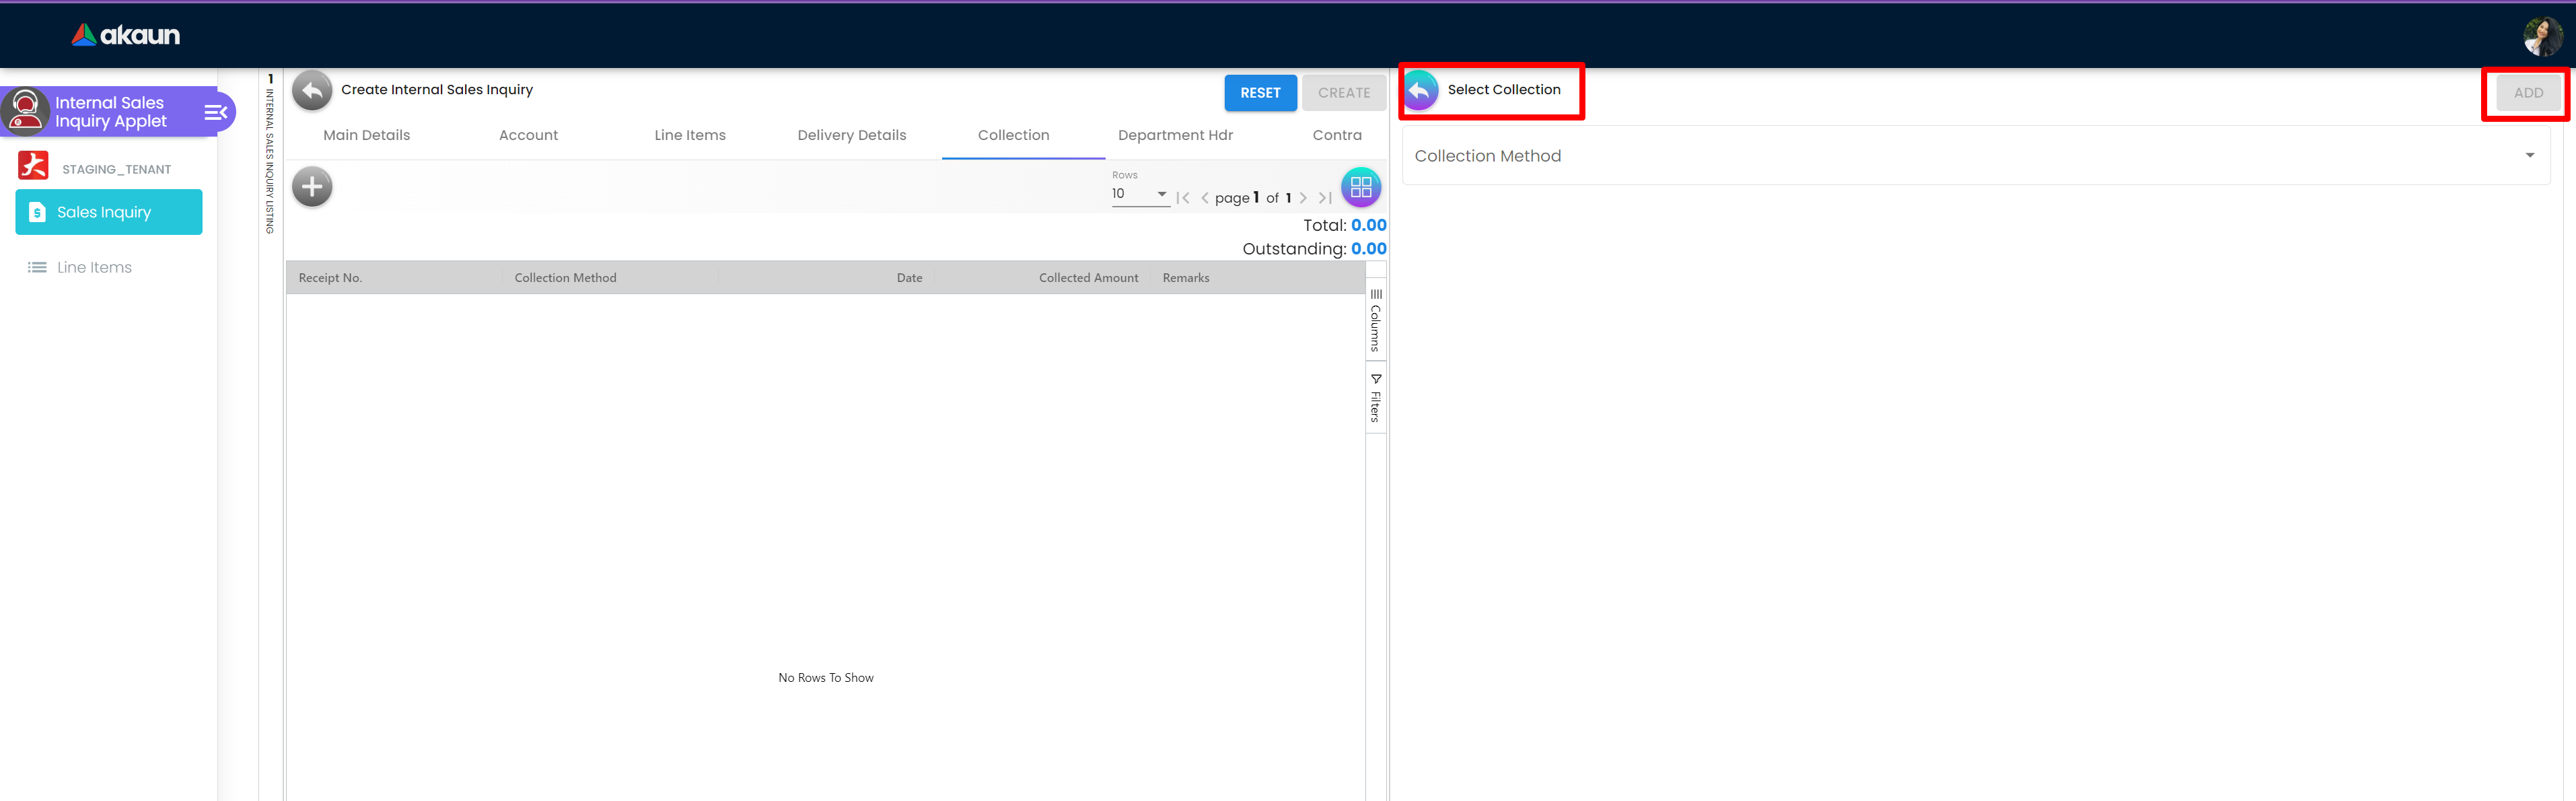 akaun
Internal Sales
Inquiry Applet
STAGING_TENANT
Sales Inquiry
Line Items
1
INTERNAL SALES INQUIRY LISTING
Create Internal Sales Inquiry
RESET
CREATE
Main Details
Account
Line Items
Delivery Details
Collection
Department Hdr
Contra
Rows
10
page 1 of 1
Total: 0.00
Outstanding: 0.00
Receipt No.
Collection Method
Date
Collected Amount
Remarks
Columns
Filters
No Rows To Show
Select Collection
ADD
Collection Method